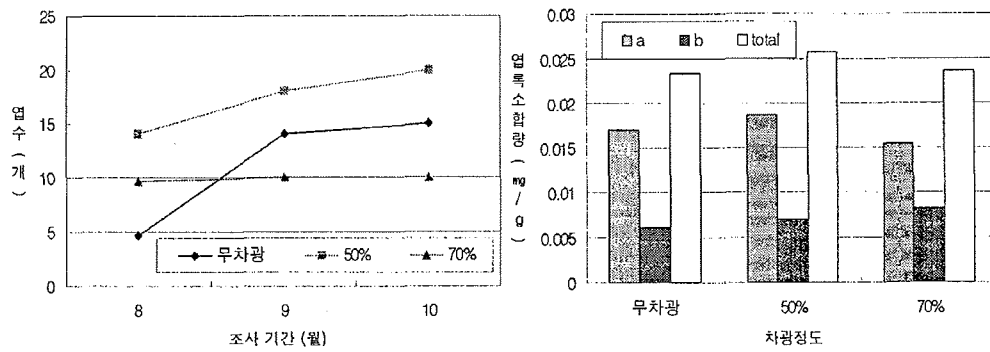 25
20
15
10
5
0
엽수 (개)
무차광 50% 70%
8 9 10
조사 기간 (월)
0.03
0.025
0.02
0.015
0.01
0.005
0
엽록소함량 (mg/g)
a b total
무차광 50% 70%
차광정도